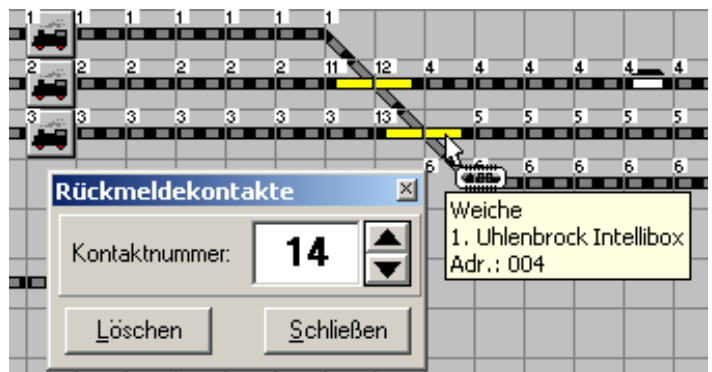 1 1 1 1 1 1 1
2 2 2 2 2 2 11 12 4 4 4 4 4 4
3 3 3 3 3 3 3 13 5 5 5 5 5
6 6 6 6 6 6
Rückmeldekontakte
Weiche
1. Uhlenbrock Intellibox
Adr.: 004
Kontaktnummer:
14
Löschen
Schließen